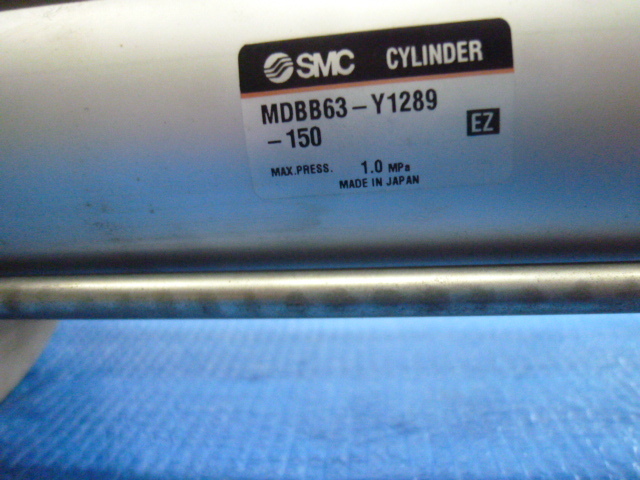 SMC CYLINDER
MDBB63-Y1289
-150
EZ
MAX.PRESS. 1.0 MPa
MADE IN JAPAN